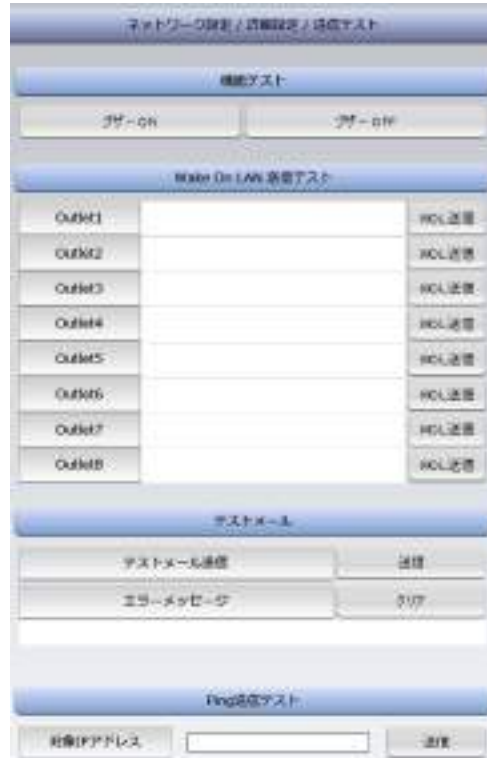 ネットワーク設定 / 詳細設定 / 通信テスト
機能テスト
ブザーON ブザーOFF
Wake On LAN 送信テスト
Outlet1 WOL送信
Outlet2 WOL送信
Outlet3 WOL送信
Outlet4 WOL送信
Outlet5 WOL送信
Outlet6 WOL送信
Outlet7 WOL送信
Outlet8 WOL送信
テストメール
テストメール送信 送信
エラーメッセージ クリア
Ping送信テスト
対象IPアドレス 送信